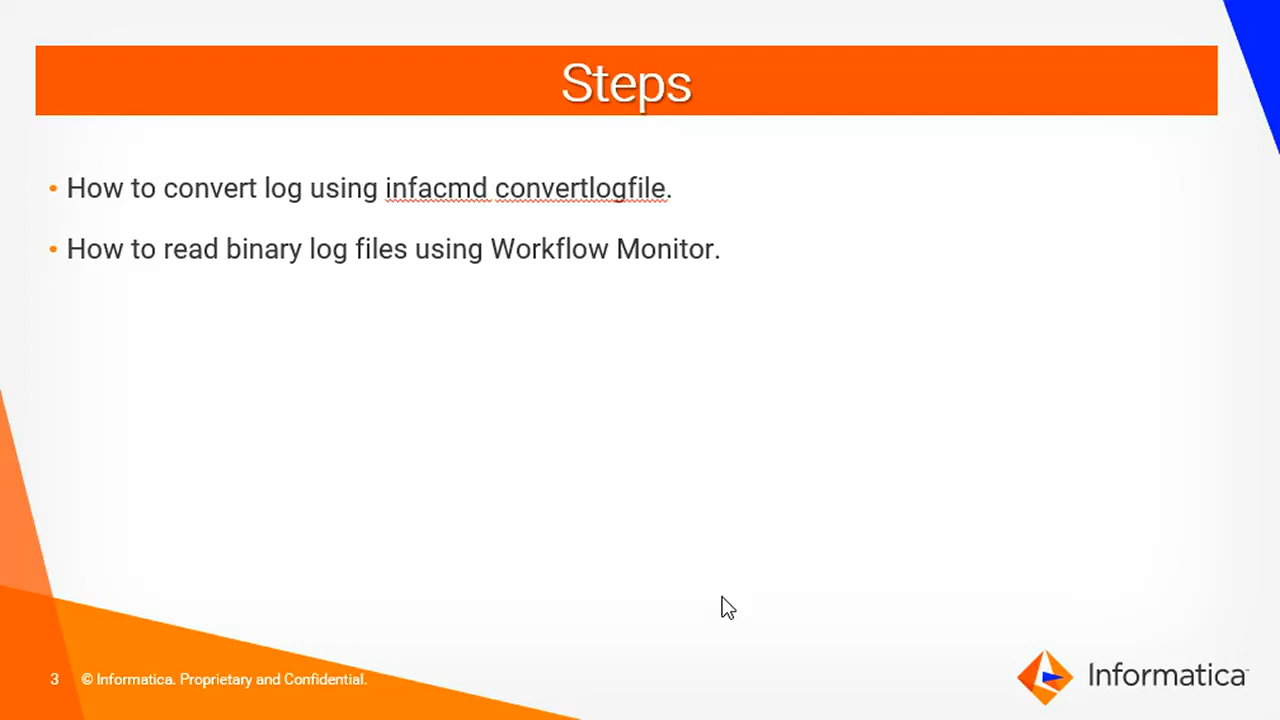 Steps
• How to convert log using infacmd convertlogfile.
• How to read binary log files using Workflow Monitor.
3 © Informatica. Proprietary and Confidential.
Informatica